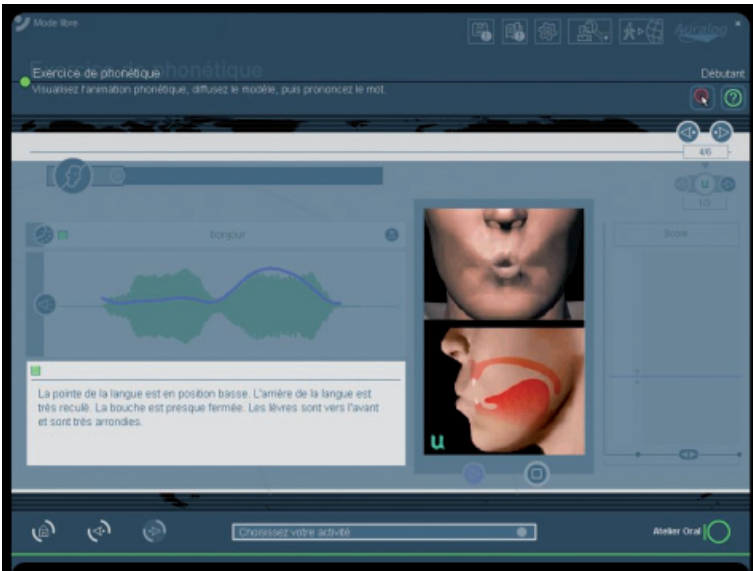 Mode libre
Exercice de phonétique
Exercice de phonétique
Débutant
Visualisez l'animation phonétique, diffusez le modèle, puis prononcez le mot.
4/6
u
1/3
bonjour
Score
La pointe de la langue est en position basse. L'arrière de la langue est
très reculé. La bouche est presque fermée. Les lèvres sont vers l'avant
et sont très arrondies.
u
Choisissez votre activité
Atelier Oral